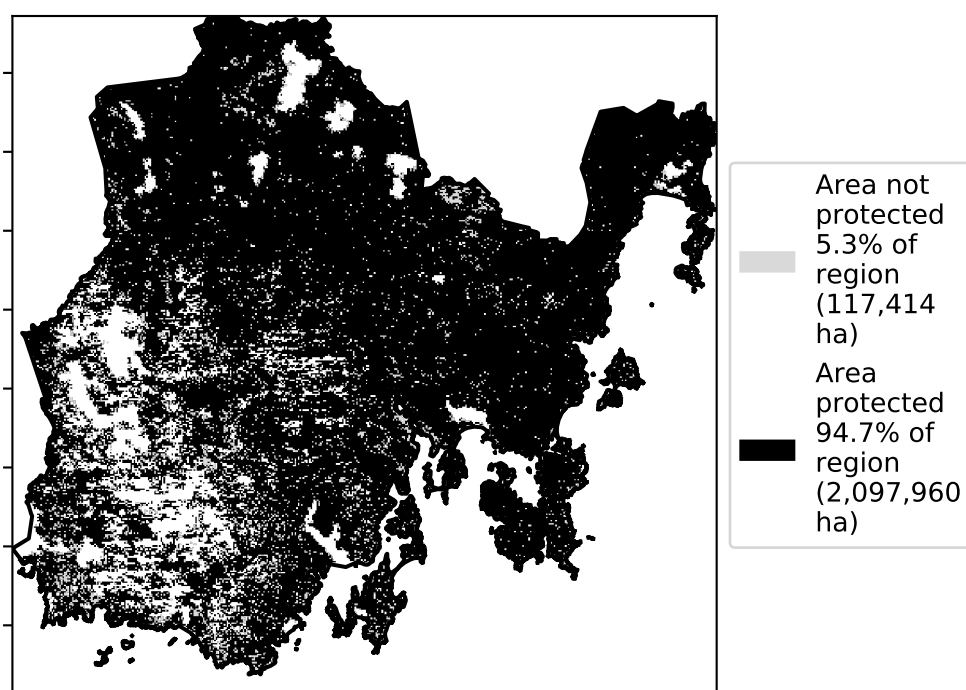 Area not
protected
5.3% of
region
(117,414
ha)
Area
protected
94.7% of
region
(2,097,960
ha)